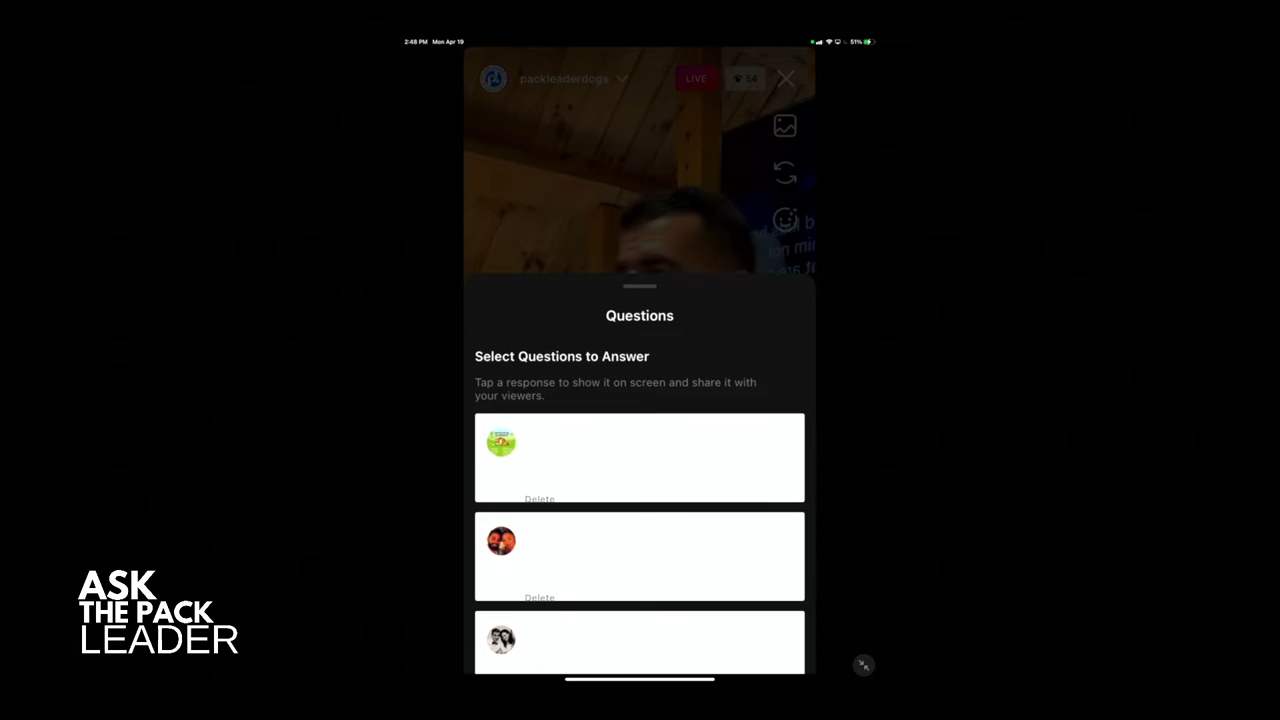 2:48 PM Mon Apr 19
51%
packleaderdogs
LIVE
54
Questions
Select Questions to Answer
Tap a response to show it on screen and share it with
your viewers.
Delete
Delete
ASK
THE PACK
LEADER